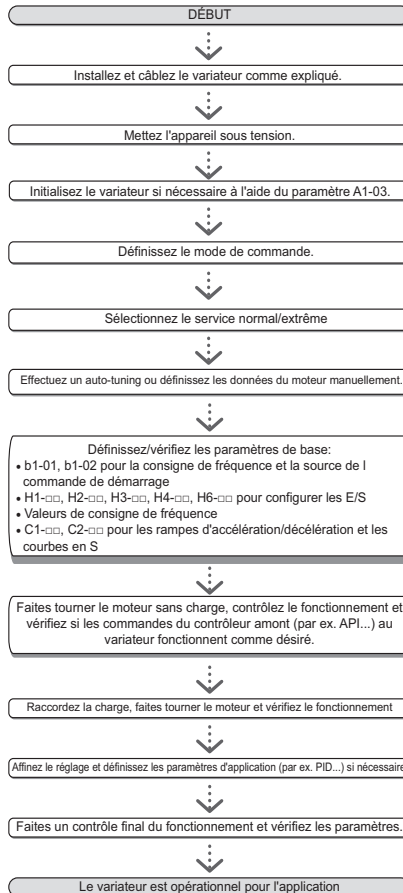 DÉBUT
Installez et câblez le variateur comme expliqué.
Mettez l'appareil sous tension.
Initialisez le variateur si nécessaire à l'aide du paramètre A1-03.
Définissez le mode de commande.
Sélectionnez le service normal/extrême
Effectuez un auto-tuning ou définissez les données du moteur manuellement.
Définissez/vérifiez les paramètres de base:
• b1-01, b1-02 pour la consigne de fréquence et la source de l
commande de démarrage
• H1-□□, H2-□□, H3-□□, H4-□□, H6-□□ pour configurer les E/S
• Valeurs de consigne de fréquence
• C1-□□, C2-□□ pour les rampes d'accélération/décélération et les
courbes en S
Faites tourner le moteur sans charge, contrôlez le fonctionnement et
vérifiez si les commandes du contrôleur amont (par ex. API...) au
variateur fonctionnent comme désiré.
Raccordez la charge, faites tourner le moteur et vérifiez le fonctionnement
Affinez le réglage et définissez les paramètres d'application (par ex. PID...) si nécessaire
Faites un contrôle final du fonctionnement et vérifiez les paramètres.
Le variateur est opérationnel pour l'application